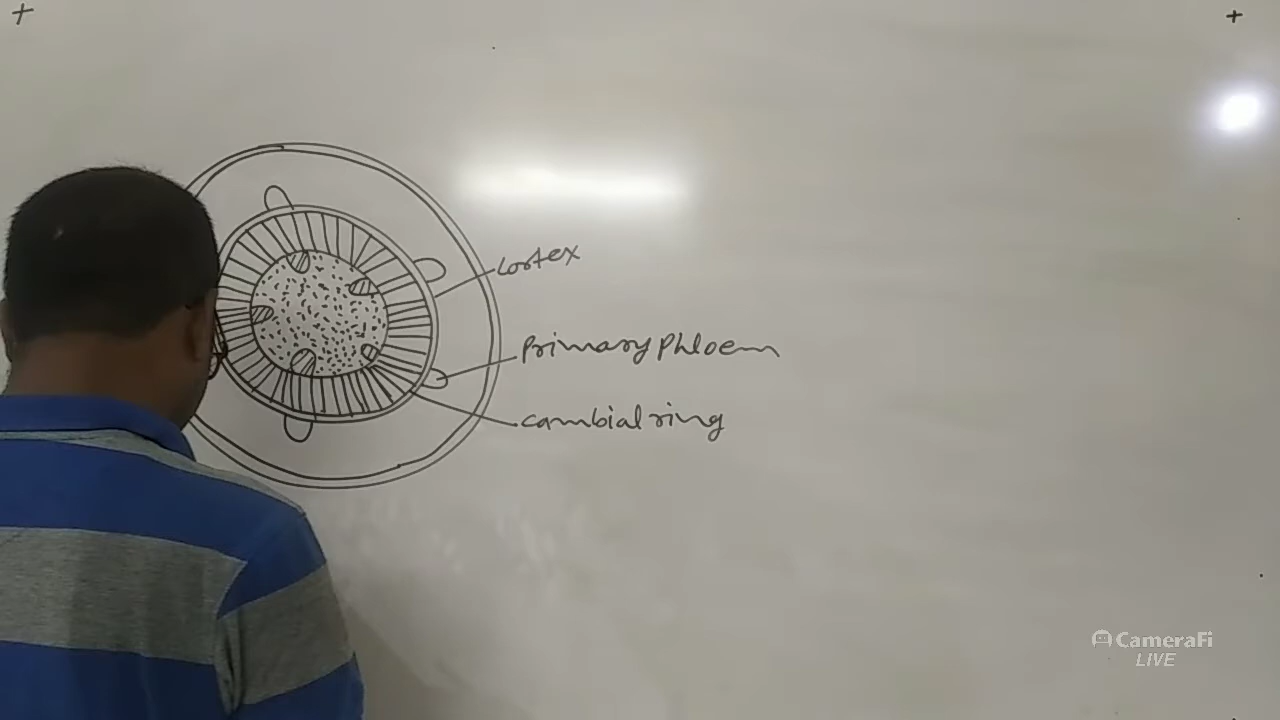 + +
cortex
Primary Phloem
cambial ring
CameraFi
LIVE